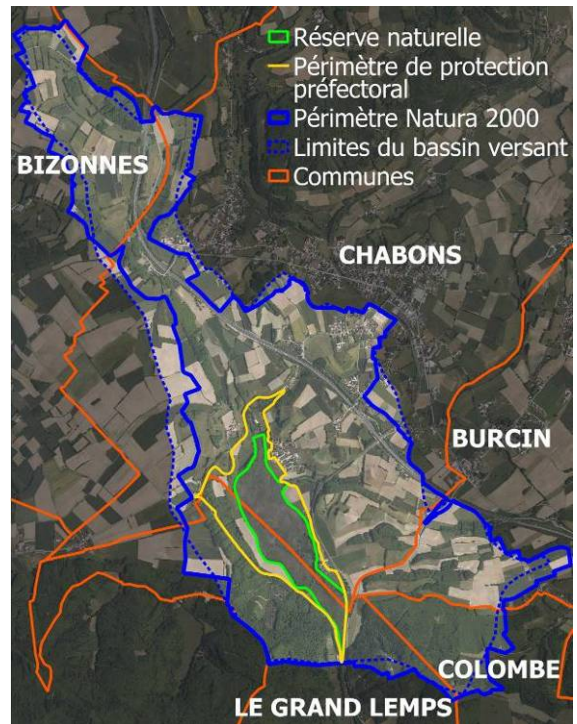 Réserve naturelle
Périmètre de protection
préfectoral
Périmètre Natura 2000
Limites du bassin versant
Communes
BIZONNES
CHABONS
BURCIN
COLOMBE
LE GRAND LEMPS